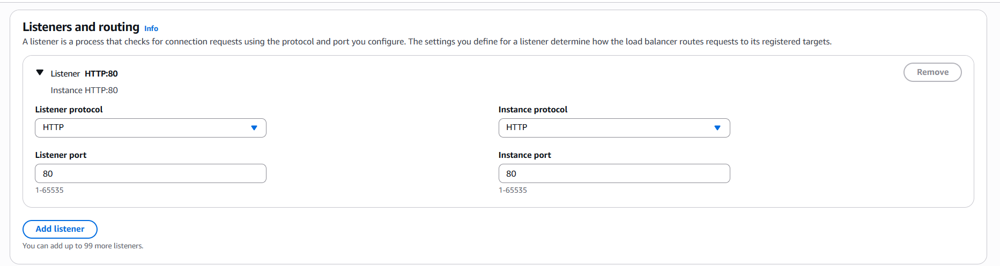 Listeners and routing Info
A listener is a process that checks for connection requests using the protocol and port you configure. The settings you define for a listener determine how the load balancer routes requests to its registered targets.
Listener HTTP:80
Remove
Instance HTTP:80
Listener protocol
Instance protocol
HTTP
HTTP
Listener port
Instance port
80
80
1-65535
1-65535
Add listener
You can add up to 99 more listeners.